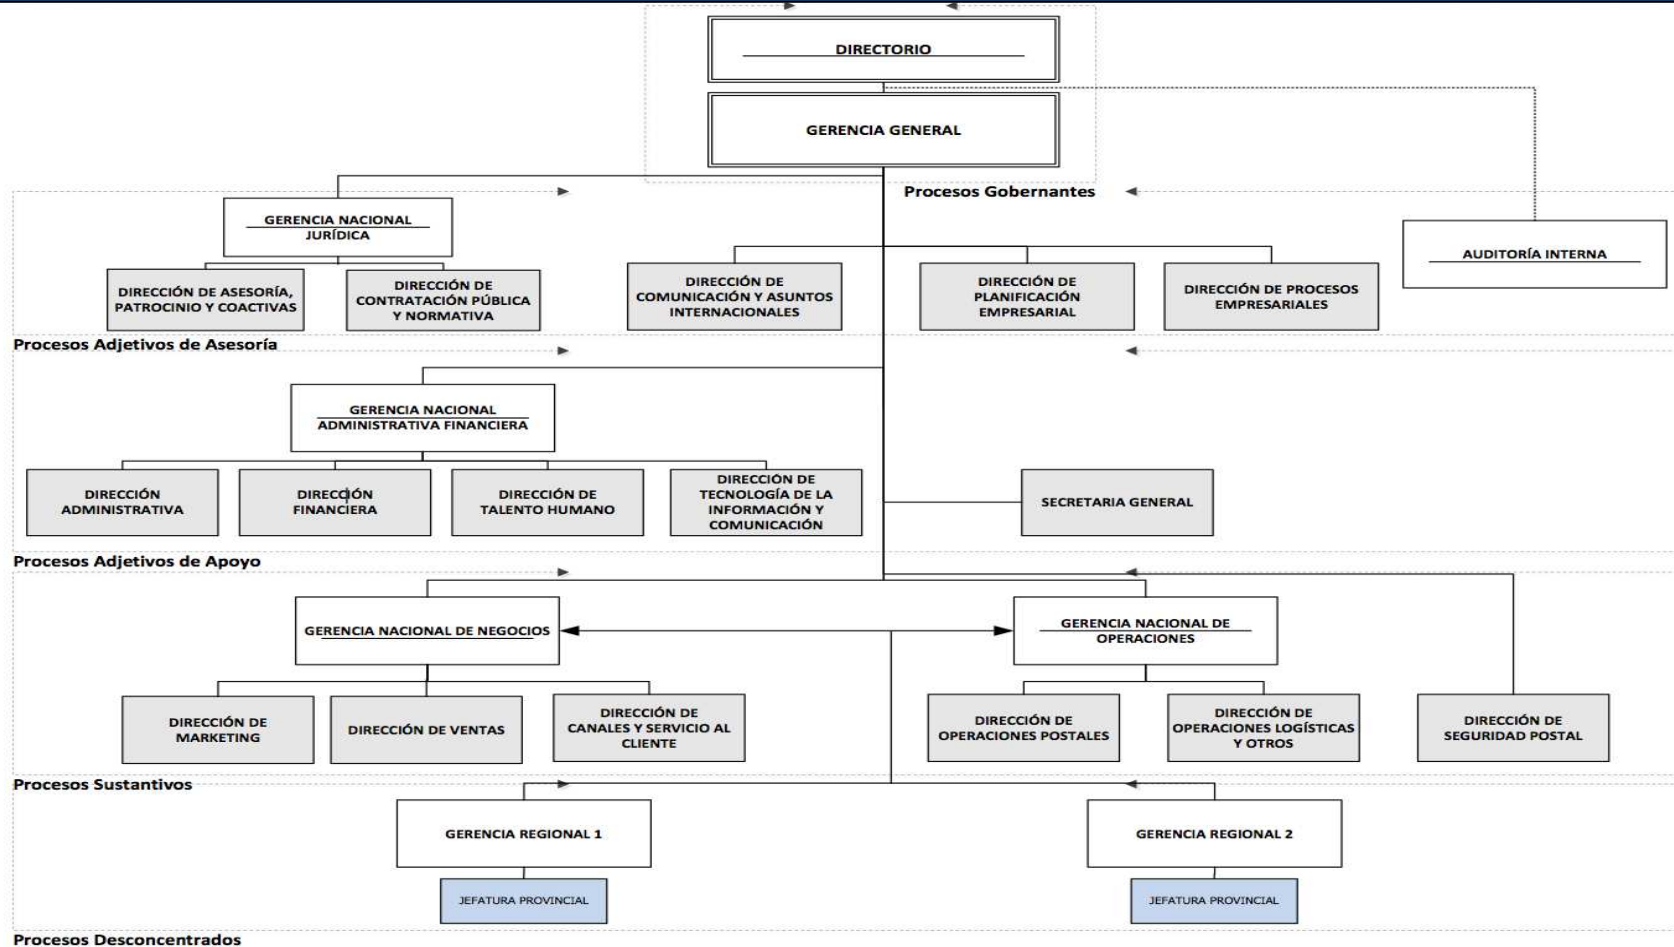 DIRECTORIO
GERENCIA GENERAL
Procesos Gobernantes
GERENCIA NACIONAL
JURÍDICA
AUDITORÍA INTERNA
DIRECCIÓN DE ASESORÍA,
PATROCINIO Y COACTIVAS
DIRECCIÓN DE
CONTRATACIÓN PÚBLICA
Y NORMATIVA
DIRECCIÓN DE
COMUNICACIÓN Y ASUNTOS
INTERNACIONALES
DIRECCIÓN DE
PLANIFICACIÓN
EMPRESARIAL
DIRECCIÓN DE PROCESOS
EMPRESARIALES
Procesos Adjetivos de Asesoría
GERENCIA NACIONAL
ADMINISTRATIVA FINANCIERA
DIRECCIÓN
ADMINISTRATIVA
DIRECCIÓN
FINANCIERA
DIRECCIÓN DE
TALENTO HUMANO
DIRECCIÓN DE
TECNOLOGÍA DE LA
INFORMACIÓN Y
COMUNICACIÓN
SECRETARIA GENERAL
Procesos Adjetivos de Apoyo
GERENCIA NACIONAL DE NEGOCIOS
GERENCIA NACIONAL DE
OPERACIONES
DIRECCIÓN DE
MARKETING
DIRECCIÓN DE VENTAS
DIRECCIÓN DE
CANALES Y SERVICIO AL
CLIENTE
DIRECCIÓN DE
OPERACIONES POSTALES
DIRECCIÓN DE
OPERACIONES LOGÍSTICAS
Y OTROS
DIRECCIÓN DE
SEGURIDAD POSTAL
Procesos Sustantivos
GERENCIA REGIONAL 1
GERENCIA REGIONAL 2
JEFATURA PROVINCIAL
JEFATURA PROVINCIAL
Procesos Desconcentrados